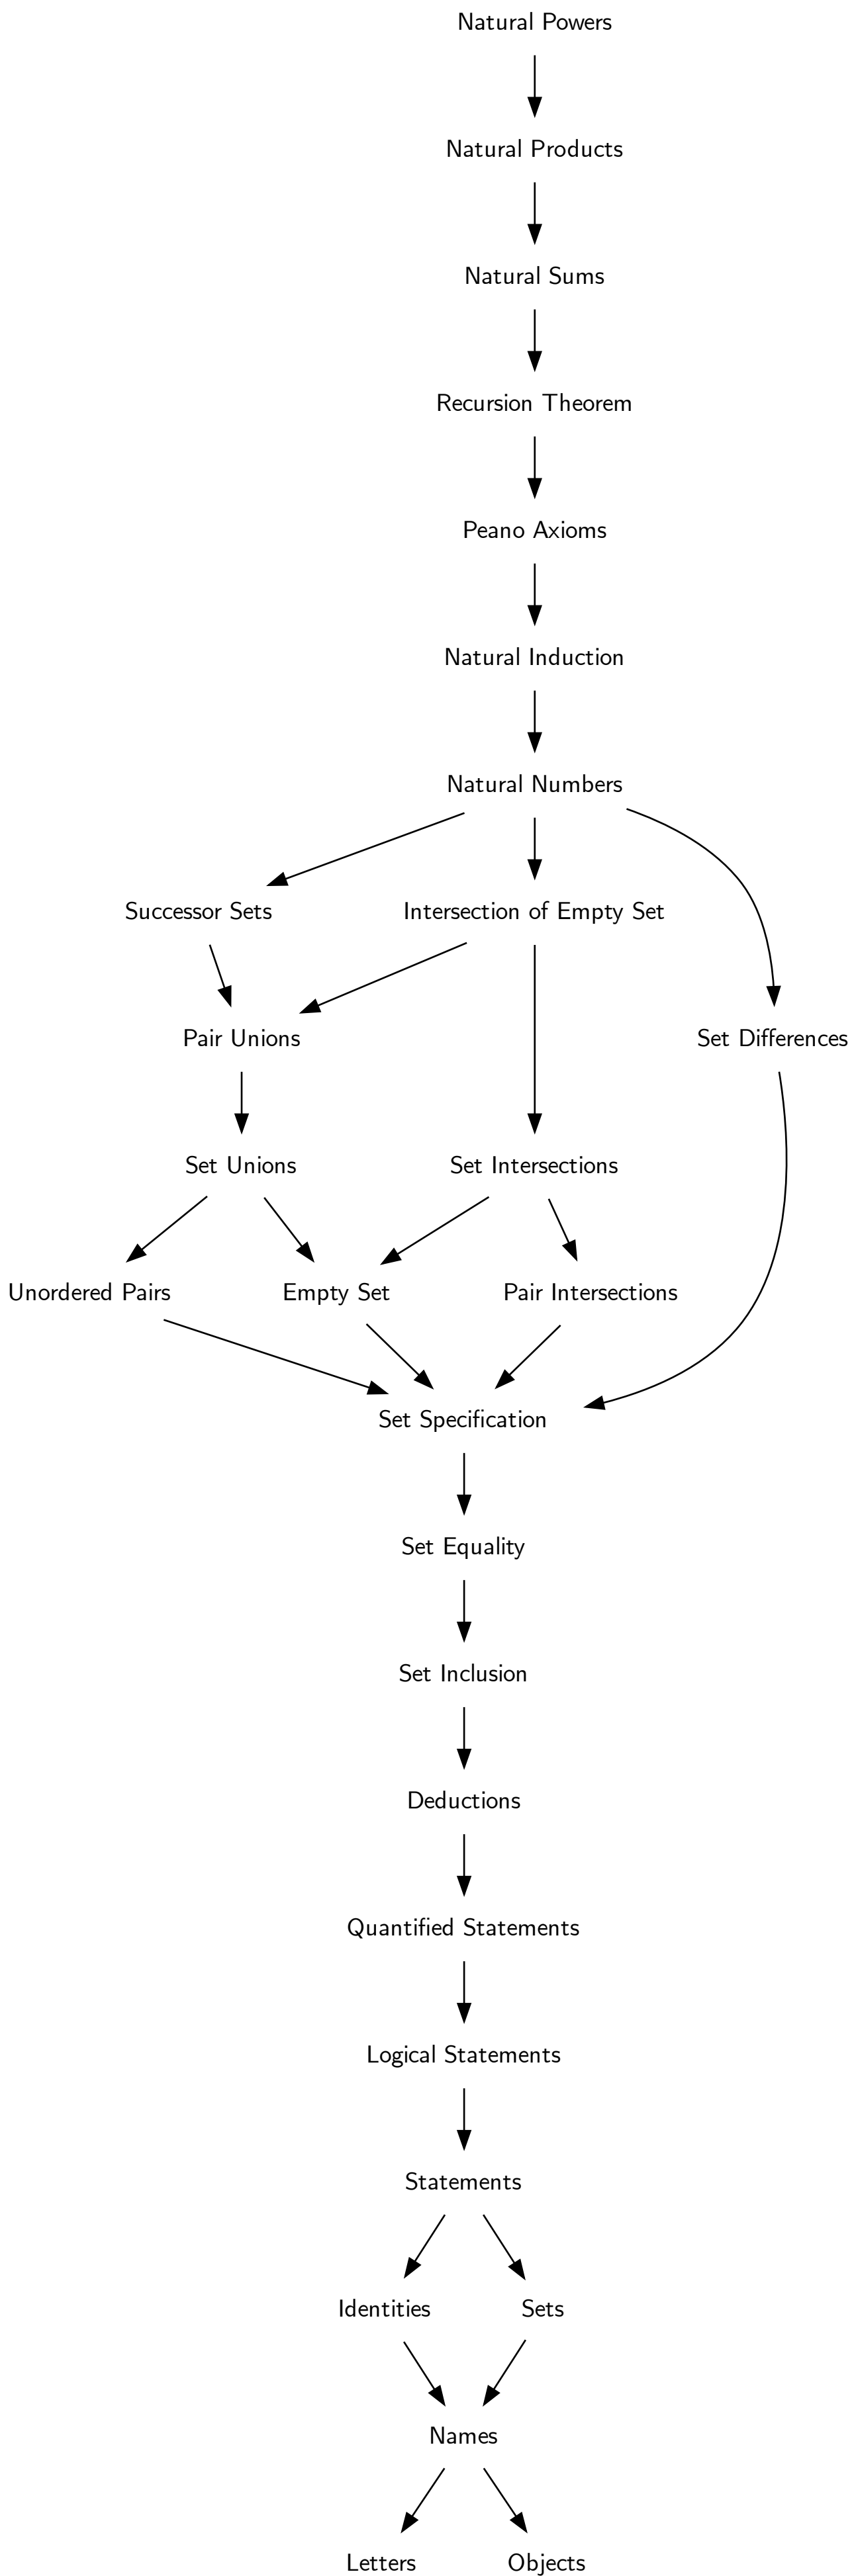 Natural Powers
Natural Products
Natural Sums
Recursion Theorem
Peano Axioms
Natural Induction
Natural Numbers
Successor Sets
Intersection of Empty Set
Pair Unions
Set Differences
Set Unions
Set Intersections
Unordered Pairs
Empty Set
Pair Intersections
Set Specification
Set Equality
Set Inclusion
Deductions
Quantified Statements
Logical Statements
Statements
Identities
Sets
Names
Letters
Objects